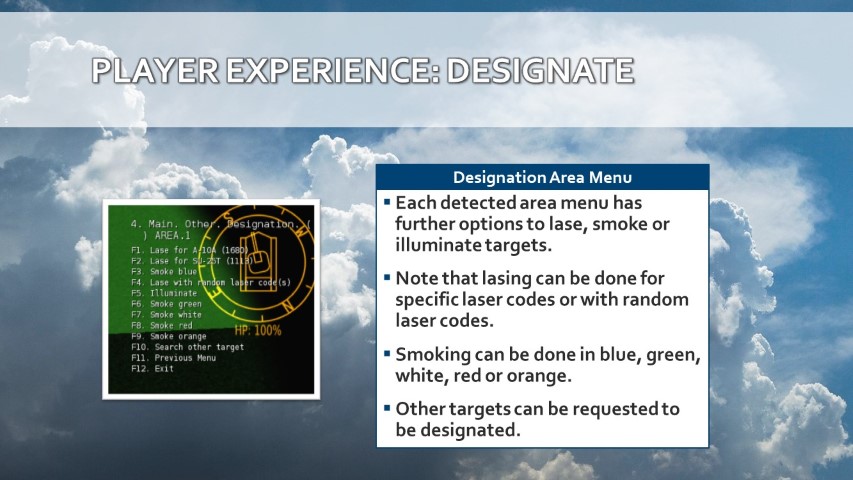 PLAYER EXPERIENCE: DESIGNATE
Designation Area Menu
▪ Each detected area menu has
further options to lase, smoke or
illuminate targets.
▪ Note that lasing can be done for
specific laser codes or with random
laser codes.
▪ Smoking can be done in blue, green,
white, red or orange.
▪ Other targets can be requested to
be designated.
4. Main. Other. Designation. (
) AREA.1
F1. Lase for A-10A (1680)
F2. Lase for SU-25T (1113)
F3. Smoke blue
F4. Lase with random laser code(s)
F5. Illuminate
F6. Smoke green
F7. Smoke white
F8. Smoke red
F9. Smoke orange
F10. Search other target
F11. Previous Menu
F12. Exit
HP: 100%
S
W
N
E